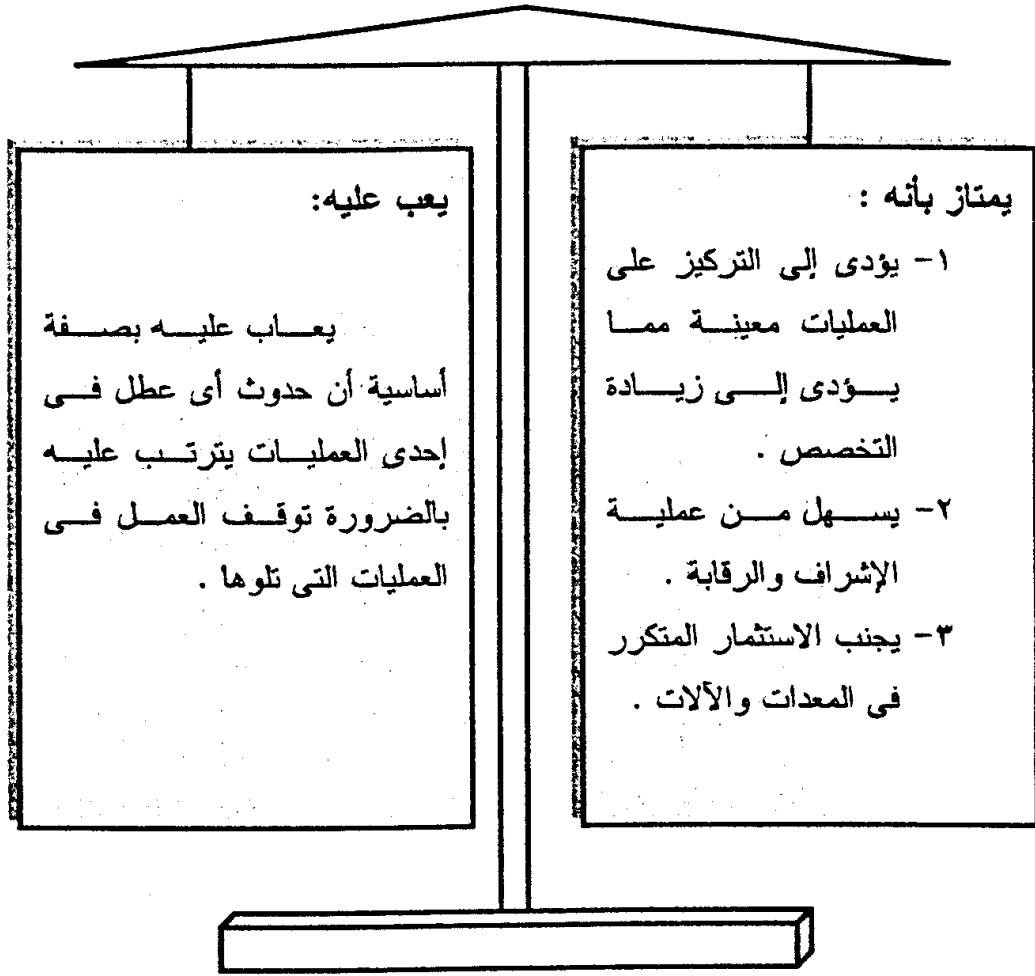 يمتاز بأنه :
١- يؤدى إلى التركيز على
العمليات معينة مما
يؤدى إلى زيادة
التخصص .
٢- يسهل من عملية
الإشراف والرقابة .
٣- يجنب الاستثمار المتكرر
فى المعدات والآلات .
يعب عليه:
يعاب عليه بصفة
أساسية أن حدوث أى عطل فى
إحدى العمليات يترتب عليه
بالضرورة توقف العمل فى
العمليات التى تلوها .